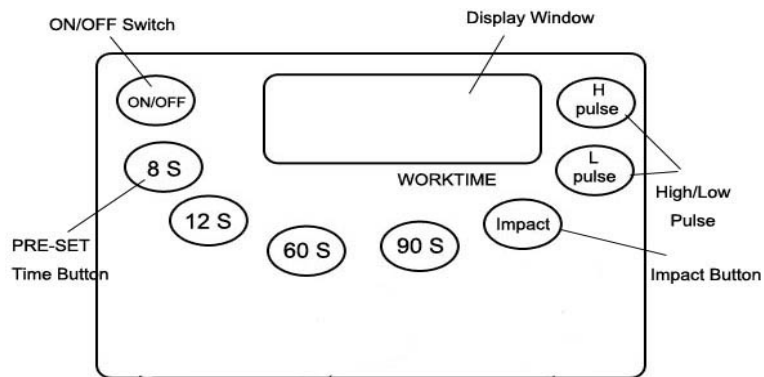 ON/OFF Switch
Display Window
ON/OFF
H
pulse
8 S
L
pulse
WORKTIME
High/Low
Pulse
12 S
Impact
60 S
90 S
PRE-SET
Time Button
Impact Button